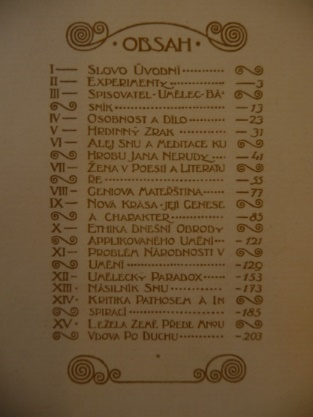 · OBSAH ·
I — SLOVO ÚVODNÍ
II — EXPERIMENTY — 3
III — SPISOVATEL·UMĚLEC·BÁ
SNÍK — 13
IV — OSOBNOST A DÍLO — 23
V — HRDINNÝ ZRAK — 31
VI — ALEJ SNU A MEDITACE KU
HROBU JANA NERUDY — 41
VII — ŽENA V POESII A LITERATU
RE — 55
VIII — GENIOVA MATEŘŠTINA — 77
IX — NOVÁ KRÁSA·JEJÍ GENESE
A CHARAKTER — 85
X — ETHIKA DNEŠNÍ OBRODY
APPLIKOVANÉHO UMĚNÍ — 121
XI — PROBLÉM NÁRODNOSTI V
UMĚNÍ — 129
XII — UMĚLECKÝ PARADOX — 153
XIII · NÁSILNÍK SNU — 173
XIV · KRITIKA PATHOSEM A IN
SPIRACÍ — 185
XV · LEŽELA ZEMĚ PŘEDE MNOU
VDOVA PO DUCHU — 203